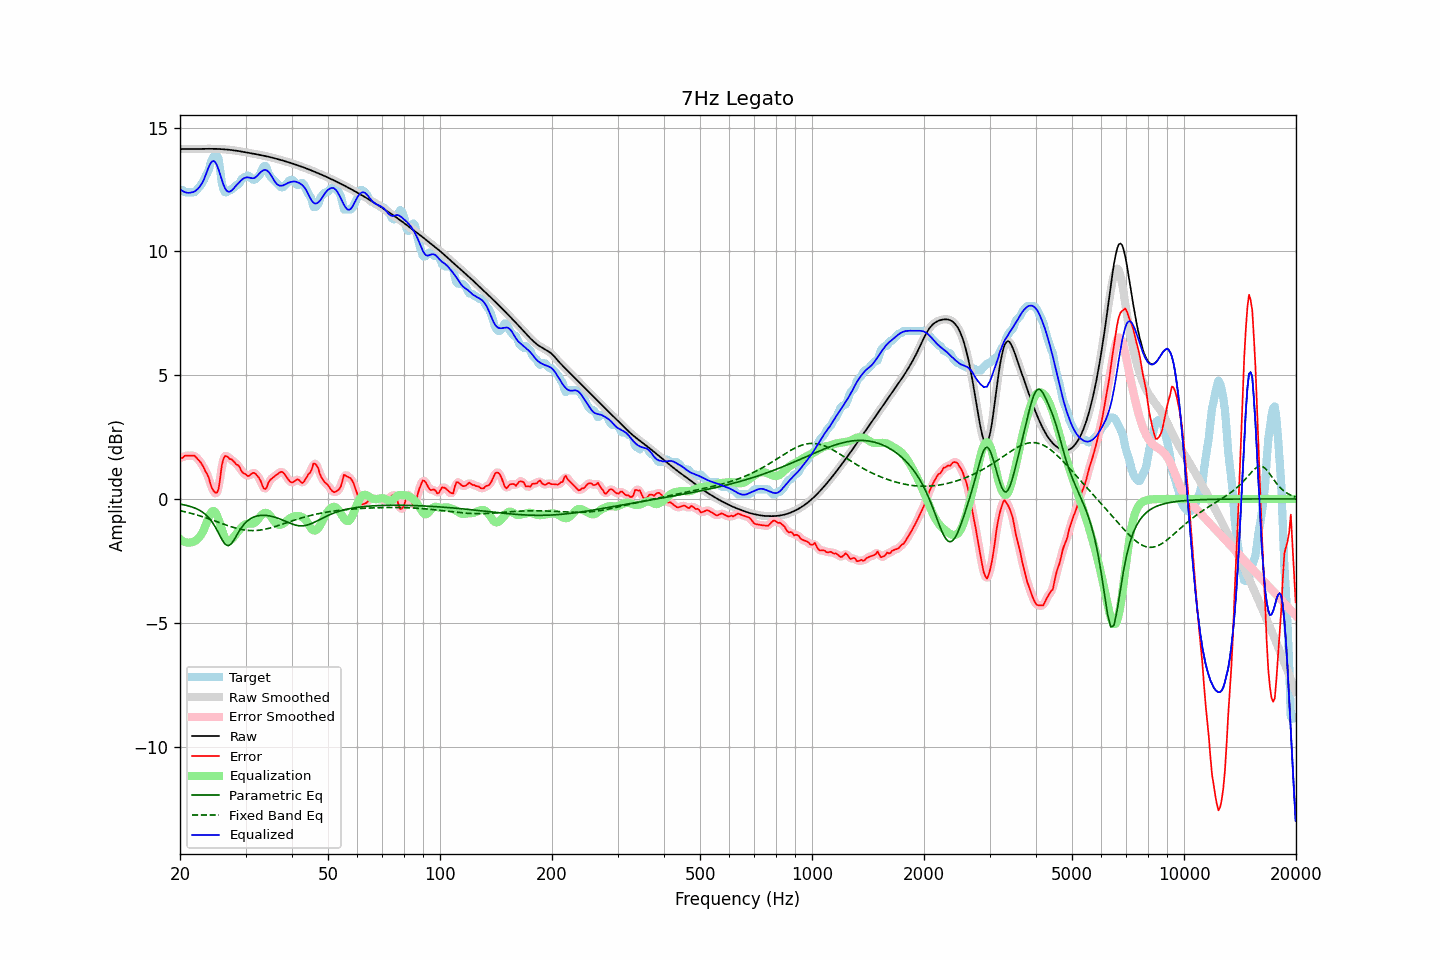 7Hz Legato
Amplitude (dBr)
15
10
5
0
−5
−10
Target
Raw Smoothed
Error Smoothed
Raw
Error
Equalization
Parametric Eq
Fixed Band Eq
Equalized
20
50
100
200
500
1000
2000
5000
10000
20000
Frequency (Hz)